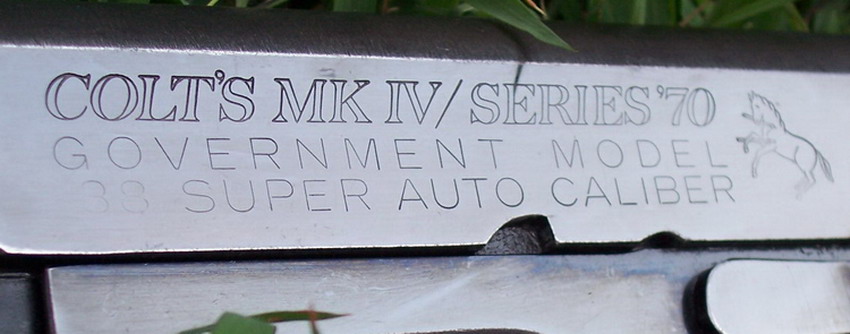 COLT'S MK IV/ SERIES '70
GOVERNMENT MODEL
38 SUPER AUTO CALIBER